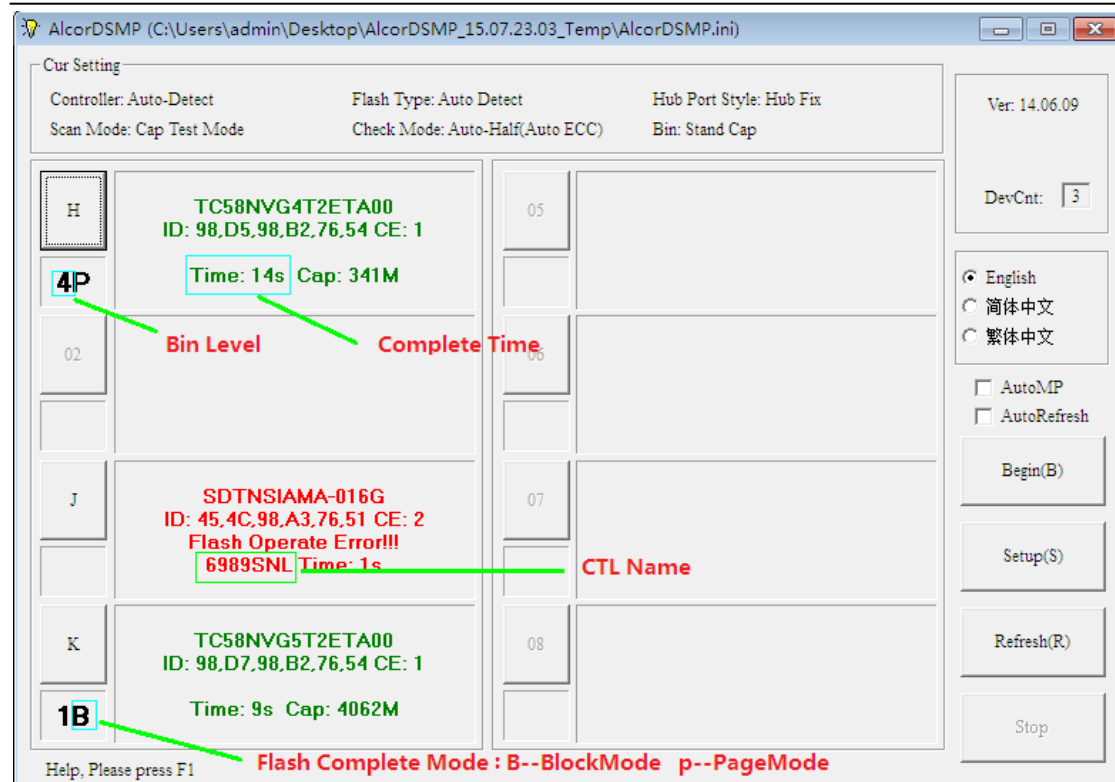 AlcorDSMP (C:\Users\admin\Desktop\AlcorDSMP_15.07.23.03_Temp\AlcorDSMP.ini)
Cur Setting
Controller: Auto-Detect Flash Type: Auto Detect Hub Port Style: Hub Fix
Scan Mode: Cap Test Mode Check Mode: Auto-Half(Auto ECC) Bin: Stand Cap
Ver: 14.06.09
DevCnt: 3
H
TC58NVG4T2ETA00
ID: 98,D5,98,B2,76,54 CE: 1
Time: 14s Cap: 341M
4P
Bin Level
Complete Time
02
J
SDTNSIAMA-016G
ID: 45,4C,98,A3,76,51 CE: 2
Flash Operate Error!!!
6989SNL Time: 1s
CTL Name
K
TC58NVG5T2ETA00
ID: 98,D7,98,B2,76,54 CE: 1
Time: 9s Cap: 4062M
1B
Flash Complete Mode : B--BlockMode p--PageMode
05
06
07
08
English
简体中文
繁体中文
AutoMP
AutoRefresh
Begin(B)
Setup(S)
Refresh(R)
Stop
Help, Please press F1